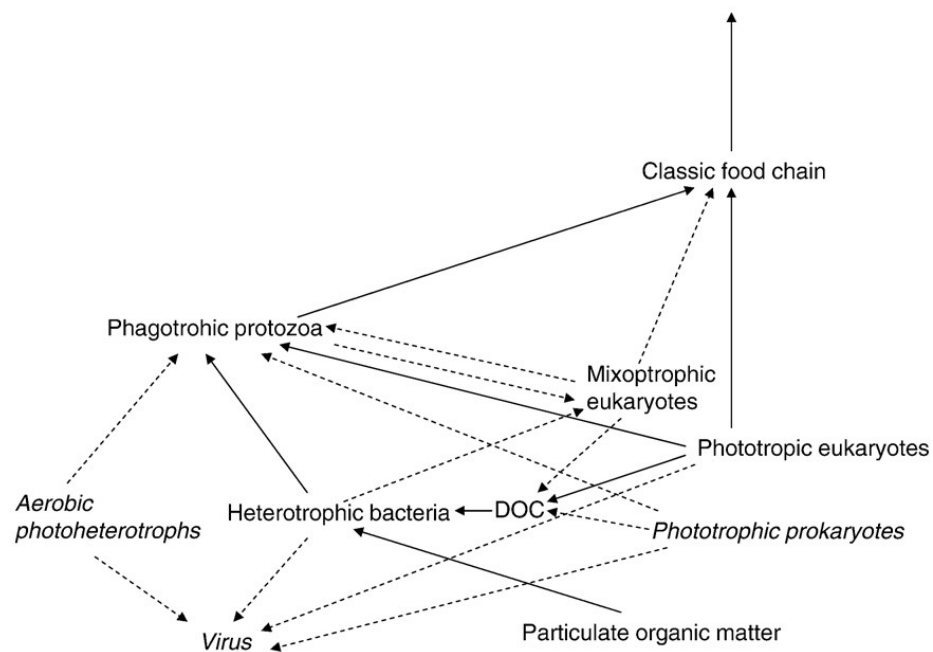 Classic food chain
Phagotrohic protozoa
Mixoptrophic
eukaryotes
Phototropic eukaryotes
Aerobic
photoheterotrophs
Heterotrophic bacteria
DOC
Phototrophic prokaryotes
Virus
Particulate organic matter